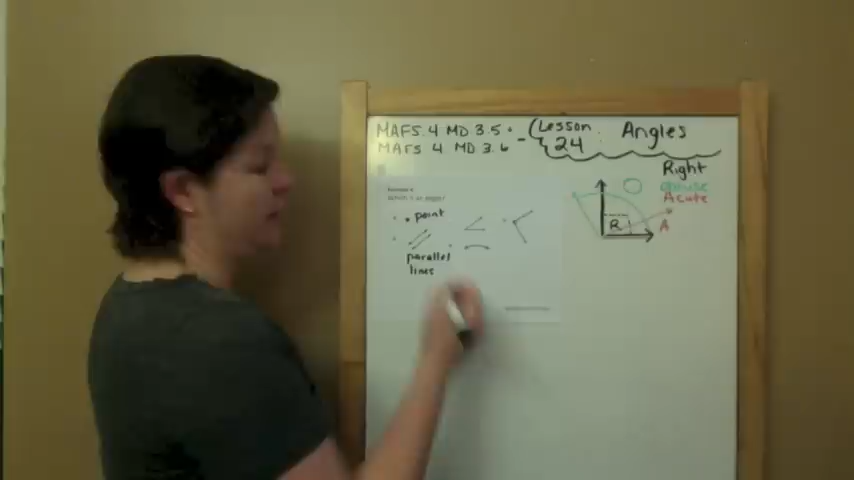 MAFS.4 MD 3.5.
MAFS 4 MD 3.6 -
Lesson 24
Angles
Right
obtuse
Acute
R
A
point
parallel
lines